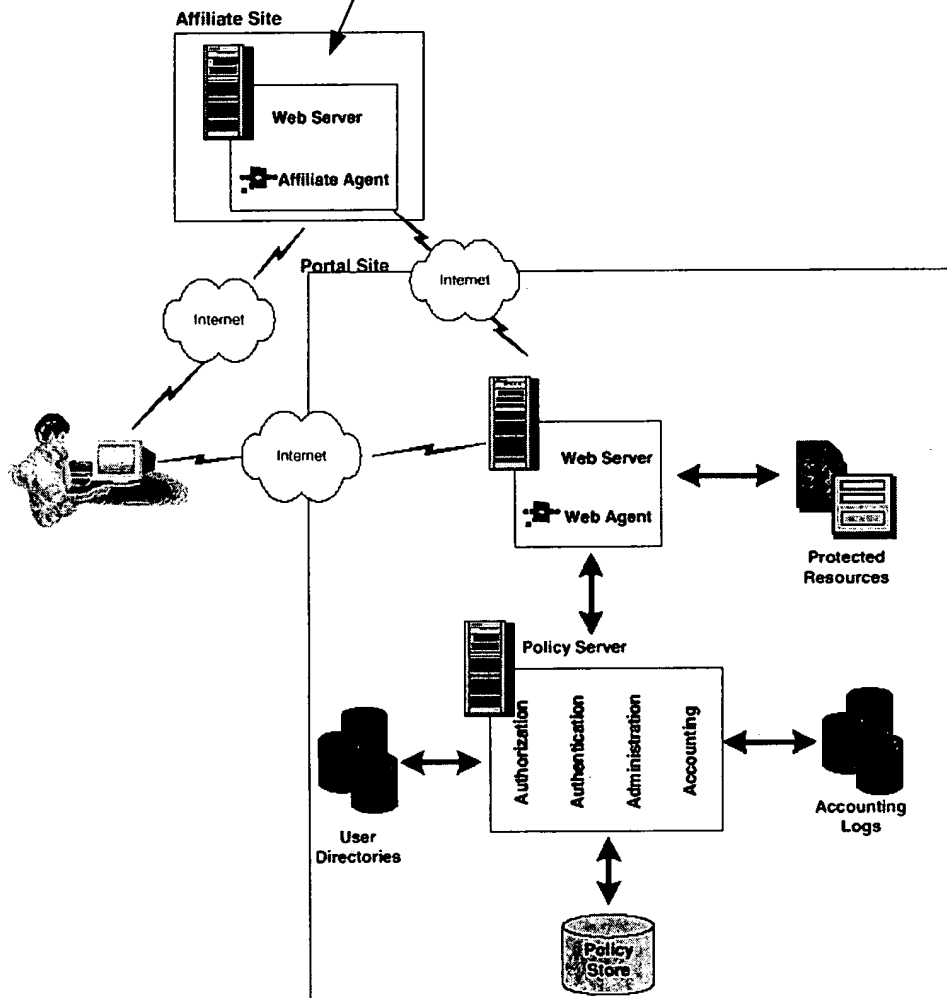 Affiliate Site
Web Server
Affiliate Agent
Portal Site
Internet
Internet
Internet
Web Server
Web Agent
Protected
Resources
Policy Server
Authorization
Authentication
Administration
Accounting
User
Directories
Accounting
Logs
Policy
Store